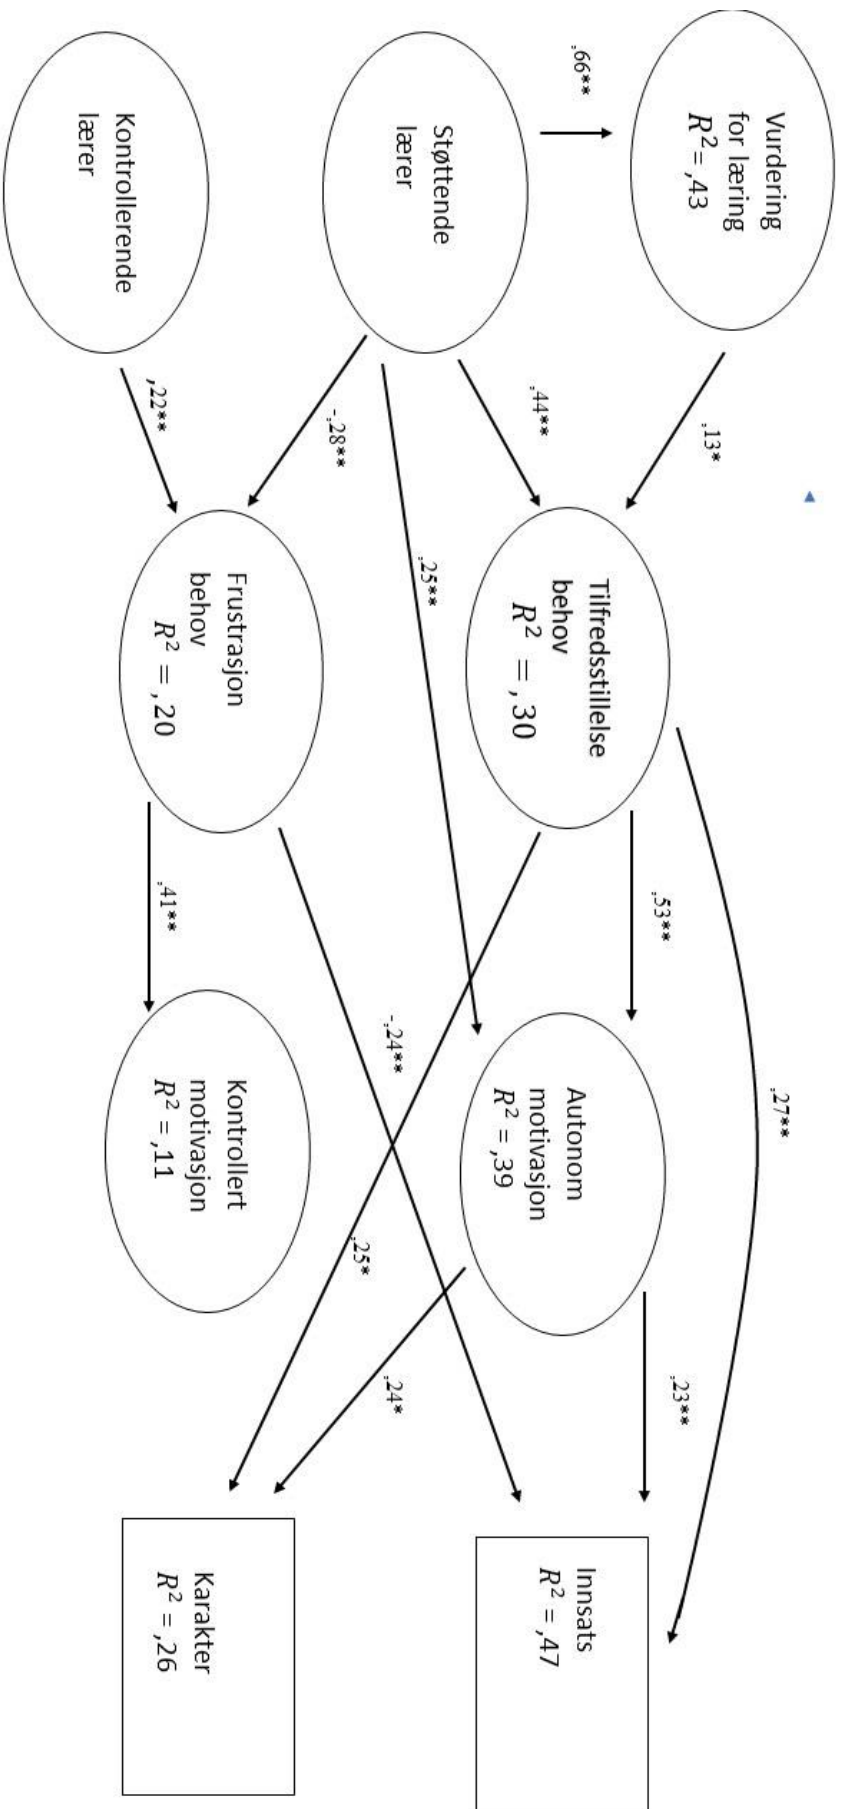 Vurdering
for læring
R²= ,43
,66**
Støttende
lærer
Kontrollerende
lærer
,13*
,44**
-,28**
,22**
,25**
Tilfredsstillelse
behov
R² = , 30
Frustrasjon
behov
R² = , 20
,27**
,53**
-,24**
,41**
Autonom
motivasjon
R² = ,39
Kontrollert
motivasjon
R² = ,11
,25*
,23**
,24*
Innsats
R² = ,47
Karakter
R² = ,26